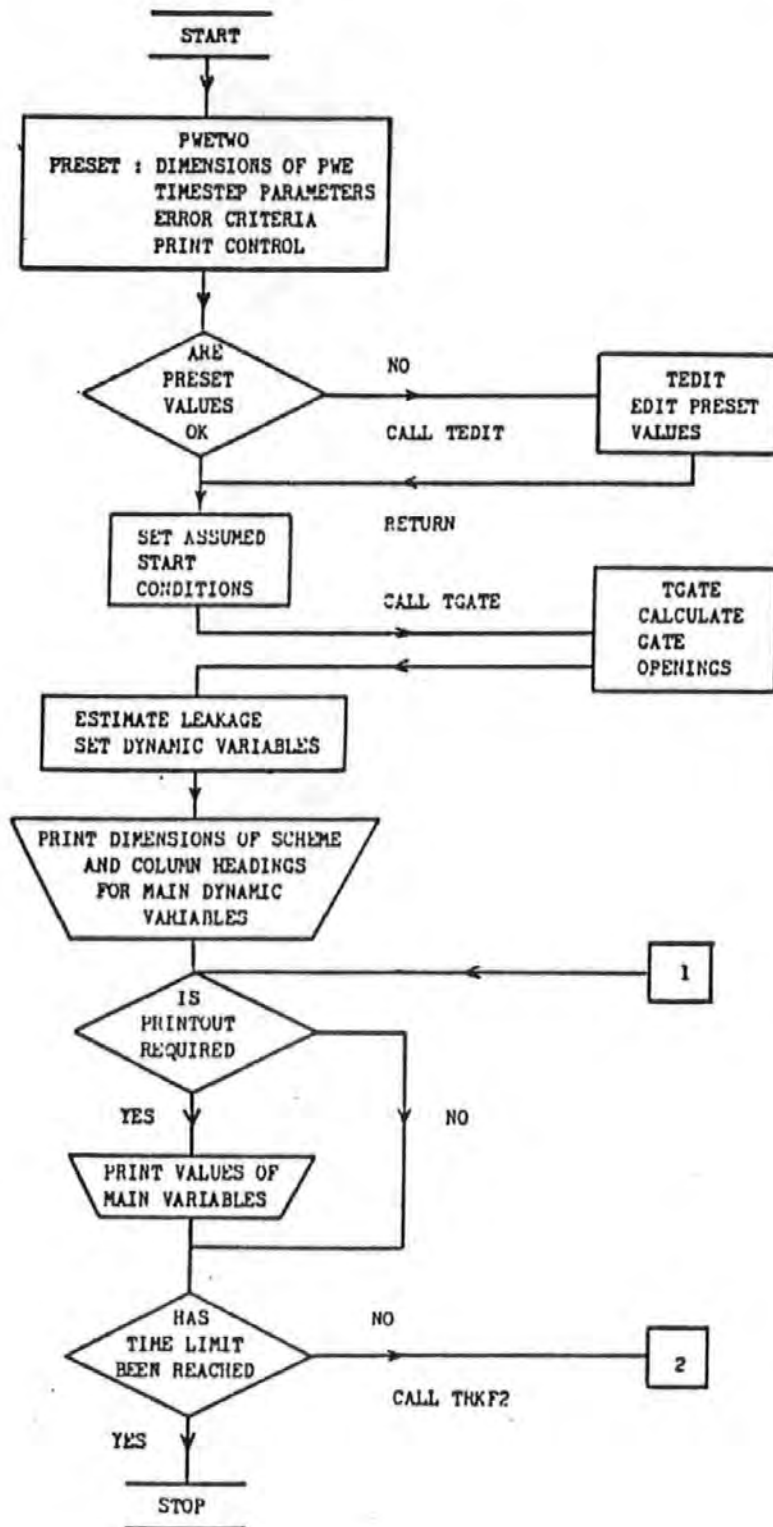 START
PWETWO
PRESET : DIMENSIONS OF PWE
TIMESTEP PARAMETERS
ERROR CRITERIA
PRINT CONTROL
ARE
PRESET
VALUES
OK
NO
CALL TEDIT
TEDIT
EDIT PRESET
VALUES
RETURN
SET ASSUMED
START
CONDITIONS
CALL TGATE
TGATE
CALCULATE
GATE
OPENINGS
ESTIMATE LEAKAGE
SET DYNAMIC VARIABLES
PRINT DIMENSIONS OF SCHEME
AND COLUMN HEADINGS
FOR MAIN DYNAMIC
VARIABLES
1
IS
PRINTOUT
REQUIRED
YES
NO
PRINT VALUES OF
MAIN VARIABLES
HAS
TIME LIMIT
BEEN REACHED
NO
CALL TRKF2
2
YES
STOP